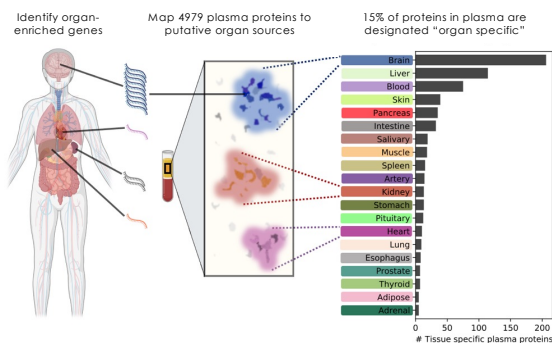 Identify organ-
enriched genes
Map 4979 plasma proteins to
putative organ sources
15% of proteins in plasma are
designated “organ specific”
Brain
Liver
Blood
Skin
Pancreas
Intestine
Salivary
Muscle
Spleen
Artery
Kidney
Stomach
Pituitary
Heart
Lung
Esophagus
Prostate
Thyroid
Adipose
Adrenal
0 50 100 150 200
# Tissue specific plasma proteins